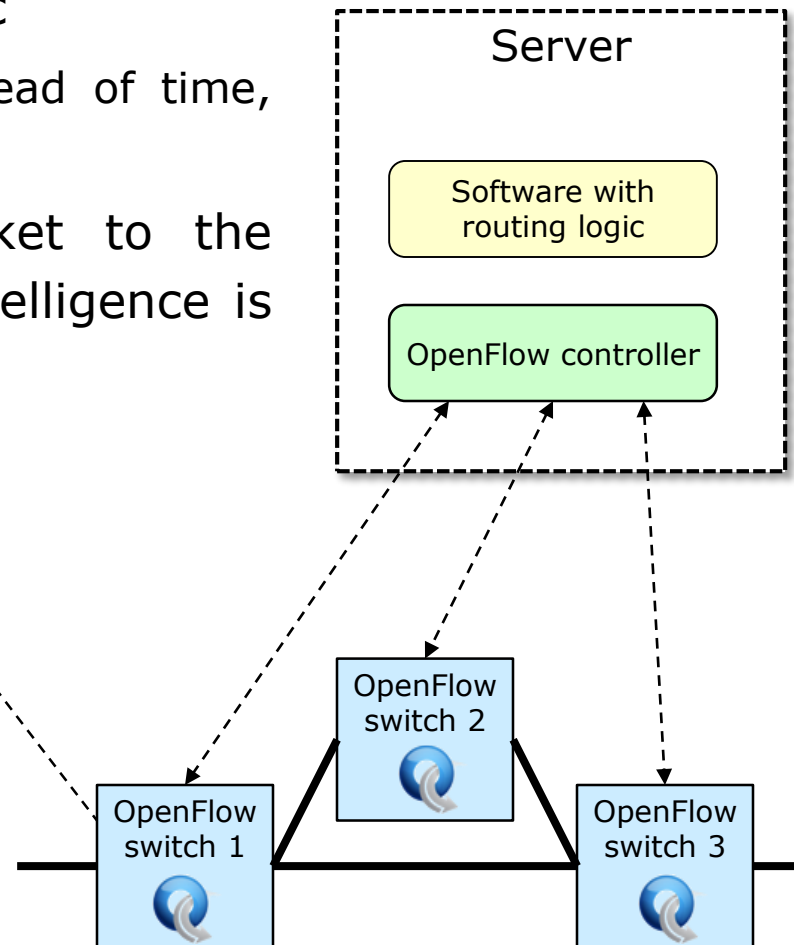 ead of time,
ket to the
elligence is
Server
Software with
routing logic
OpenFlow controller
OpenFlow
switch 2
OpenFlow
switch 1
OpenFlow
switch 3